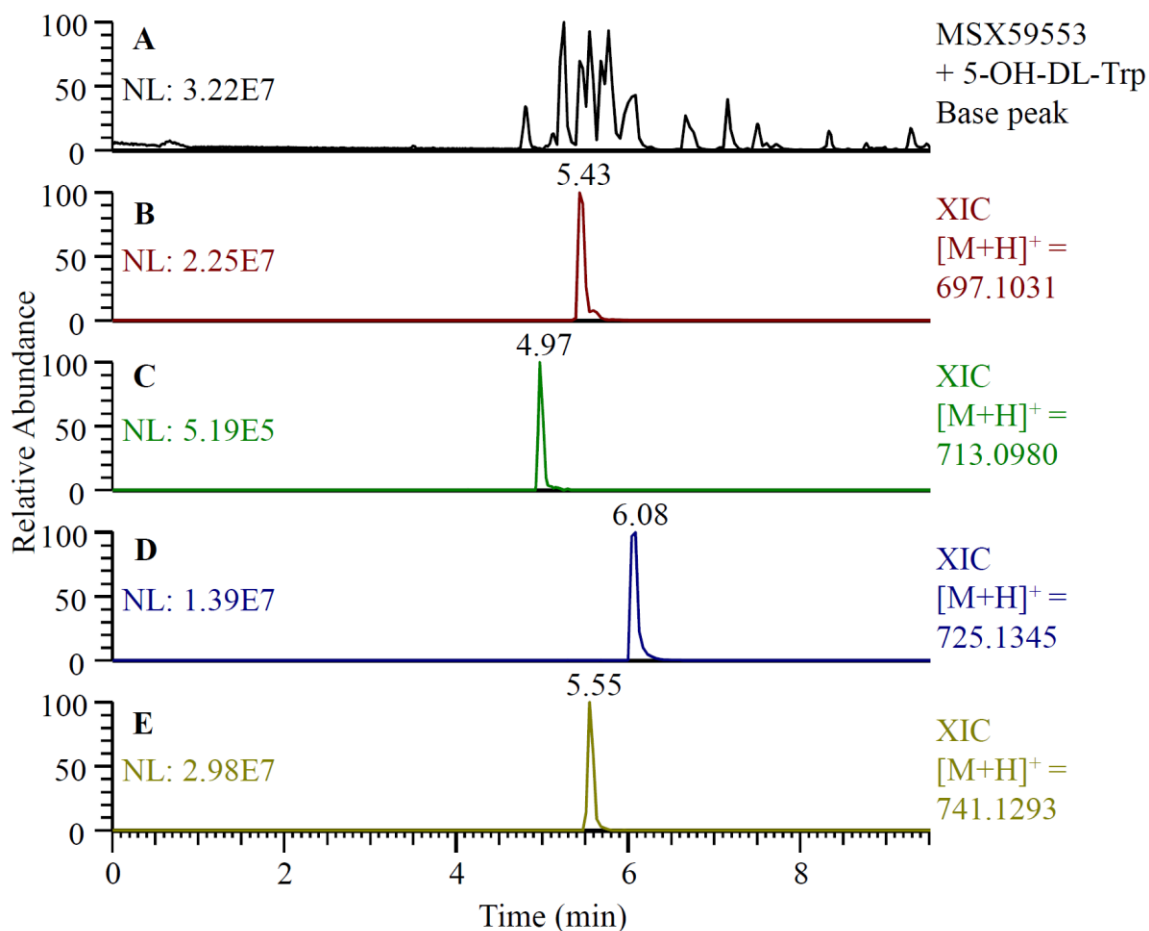 A
NL: 3.22E7
100
50
0
MSX59553
+ 5-OH-DL-Trp
Base peak
5.43
B
NL: 2.25E7
100
50
0
XIC
[M+H]⁺ =
697.1031
4.97
C
NL: 5.19E5
100
50
0
XIC
[M+H]⁺ =
713.0980
6.08
D
NL: 1.39E7
100
50
0
XIC
[M+H]⁺ =
725.1345
5.55
E
NL: 2.98E7
100
50
0
XIC
[M+H]⁺ =
741.1293
Relative Abundance
0 2 4 6 8
Time (min)